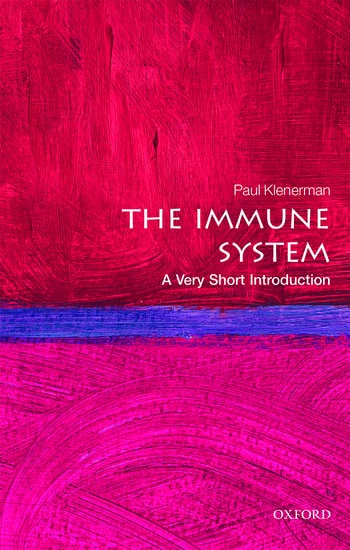 Paul Klenerman
THE IMMUNE
SYSTEM
A Very Short Introduction
OXFORD